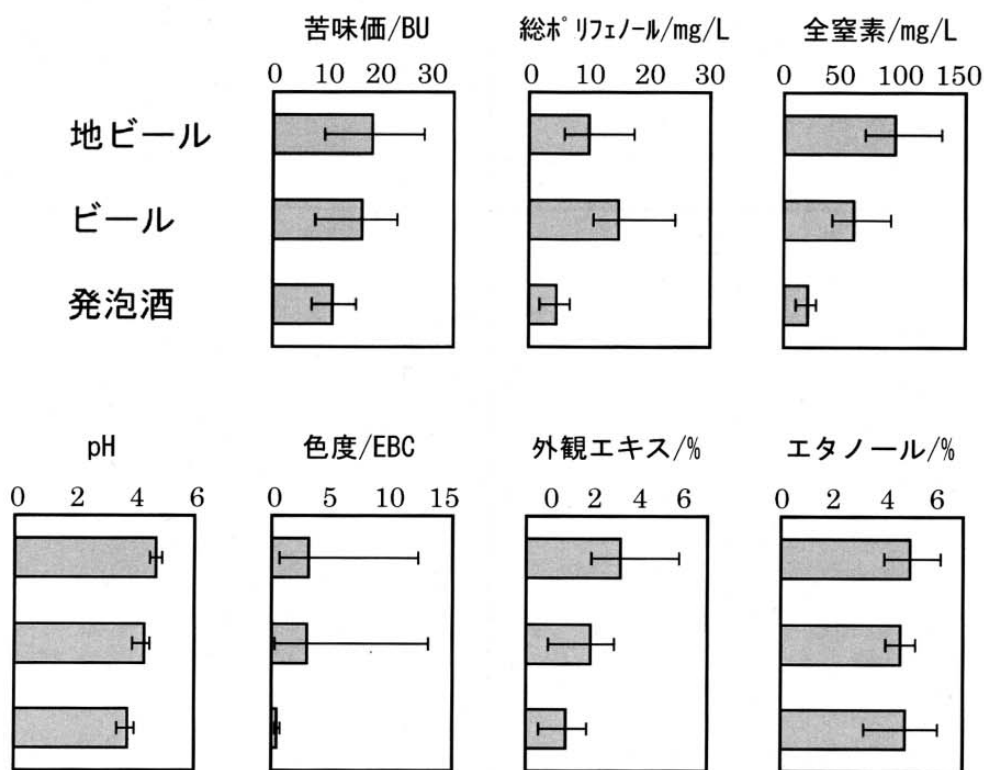 苦味価/BU 総ポリフェノール/mg/L 全窒素/mg/L
0 10 20 30 0 10 20 30 0 50 100 150
地ビール
ビール
発泡酒
pH 色度/EBC 外観エキス/% エタノール/%
0 2 4 6 0 5 10 15 0 2 4 6 0 2 4 6